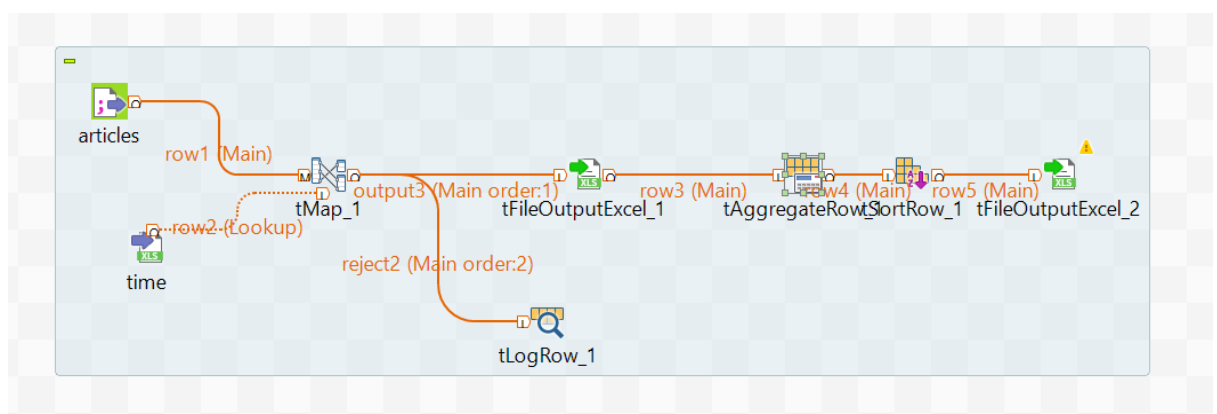 articles
row1 (Main)
output3 (Main order:1)
row3 (Main)
row4 (Main)
row5 (Main)
tMap_1
tFileOutputExcel_1
tAggregateRow_1
tSortRow_1
tFileOutputExcel_2
row2 (Lookup)
time
reject2 (Main order:2)
tLogRow_1